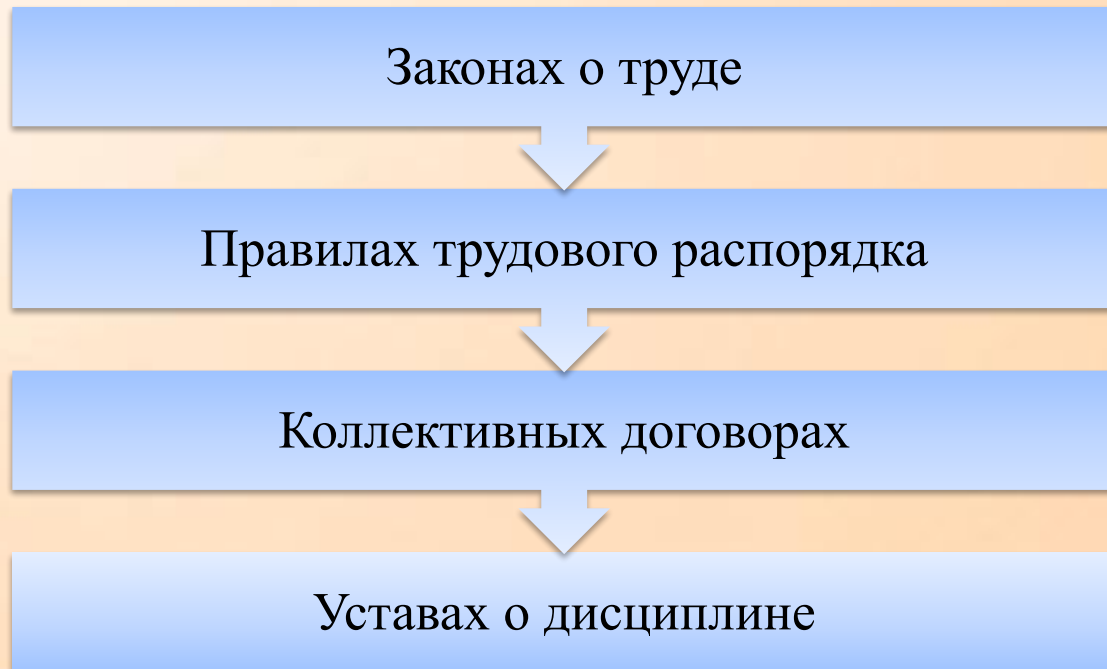 Законах о труде
Правилах трудового распорядка
Коллективных договорах
Уставах о дисциплине